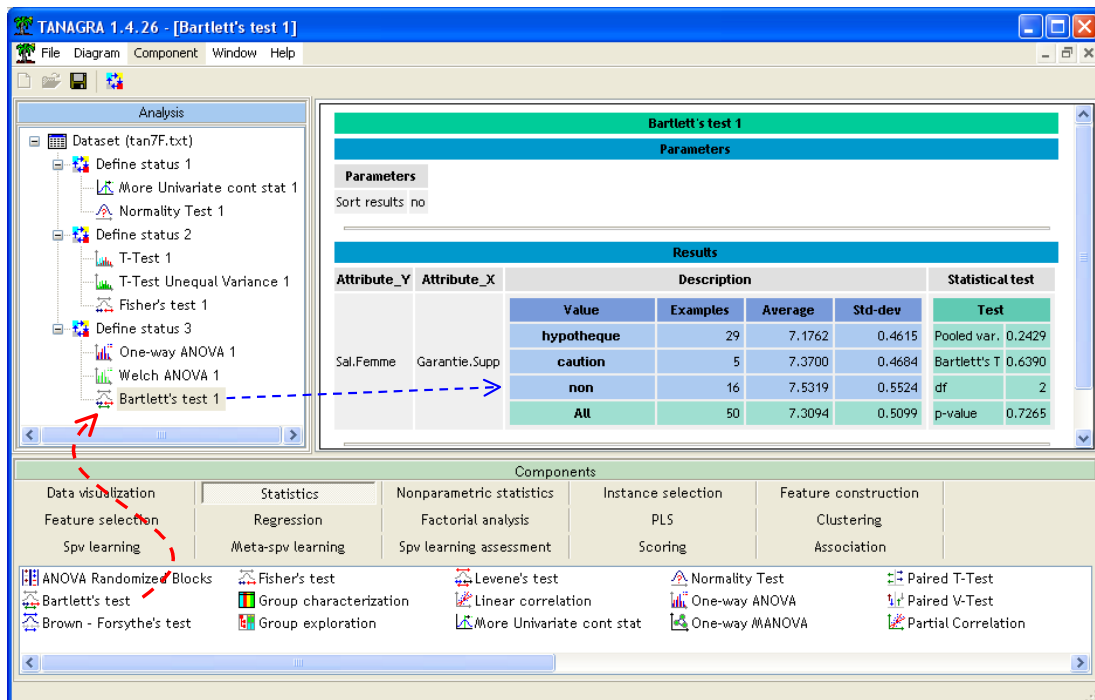 TANAGRA 1.4.26 - [Bartlett's test 1]
File Diagram Component Window Help
Analysis
Dataset (tan7F.txt)
Define status 1
More Univariate cont stat 1
Normality Test 1
Define status 2
T-Test 1
T-Test Unequal Variance 1
Fisher's test 1
Define status 3
One-way ANOVA 1
Welch ANOVA 1
Bartlett's test 1
Bartlett's test 1
Parameters
Parameters
Sort results no
Results
Attribute_Y Attribute_X Description Statistical test
Value Examples Average Std-dev Test
hypotheque 29 7.1762 0.4615 Pooled var. 0.2429
Sal.Femme Garantie.Supp caution 5 7.3700 0.4684 Bartlett's T 0.6390
non 16 7.5319 0.5524 df 2
All 50 7.3094 0.5099 p-value 0.7265
Components
Data visualization Statistics Nonparametric statistics Instance selection Feature construction
Feature selection Regression Factorial analysis PLS Clustering
Spv learning Meta-spv learning Spv learning assessment Scoring Association
ANOVA Randomized Blocks Fisher's test Levene's test Normality Test Paired T-Test
Bartlett's test Group characterization Linear correlation One-way ANOVA Paired V-Test
Brown - Forsythe's test Group exploration More Univariate cont stat One-way MANOVA Partial Correlation